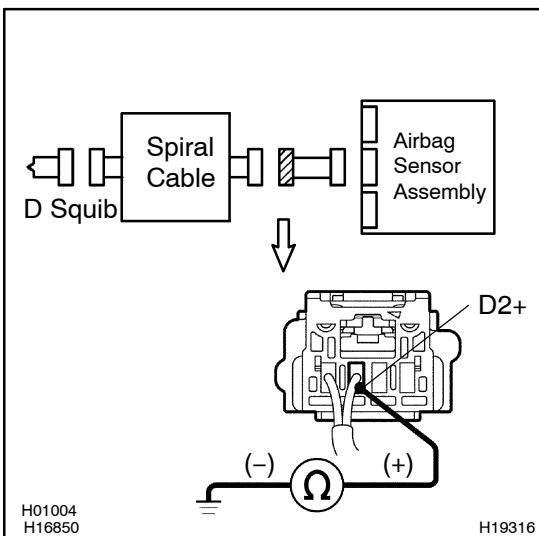 Spiral
Cable
Airbag
Sensor
Assembly
D Squib
D2+
(−)
(+)
Ω
H01004
H16850
H19316